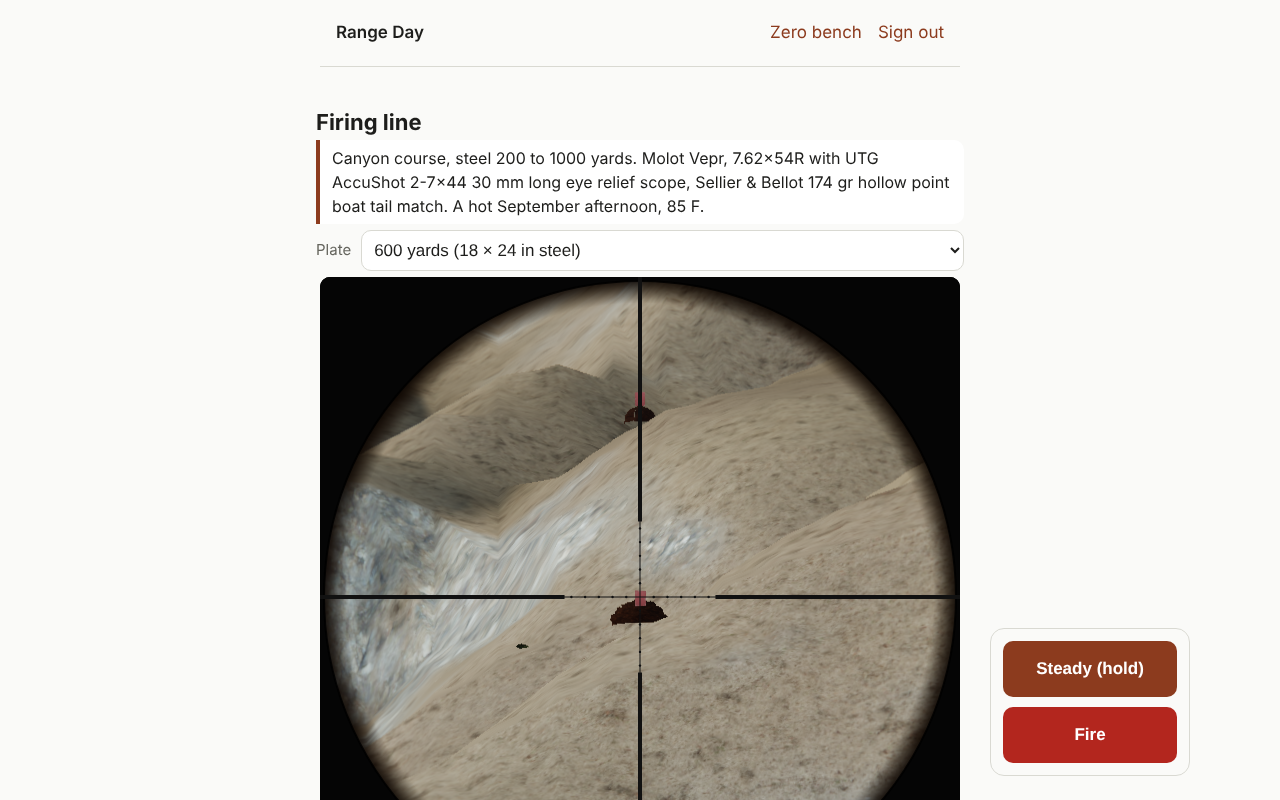 Range Day
Zero bench
Sign out
Firing line
Canyon course, steel 200 to 1000 yards. Molot Vepr, 7.62×54R with UTG
AccuShot 2-7×44 30 mm long eye relief scope, Sellier & Bellot 174 gr hollow point
boat tail match. A hot September afternoon, 85 F.
Plate
600 yards (18 × 24 in steel)
Steady (hold)
Fire